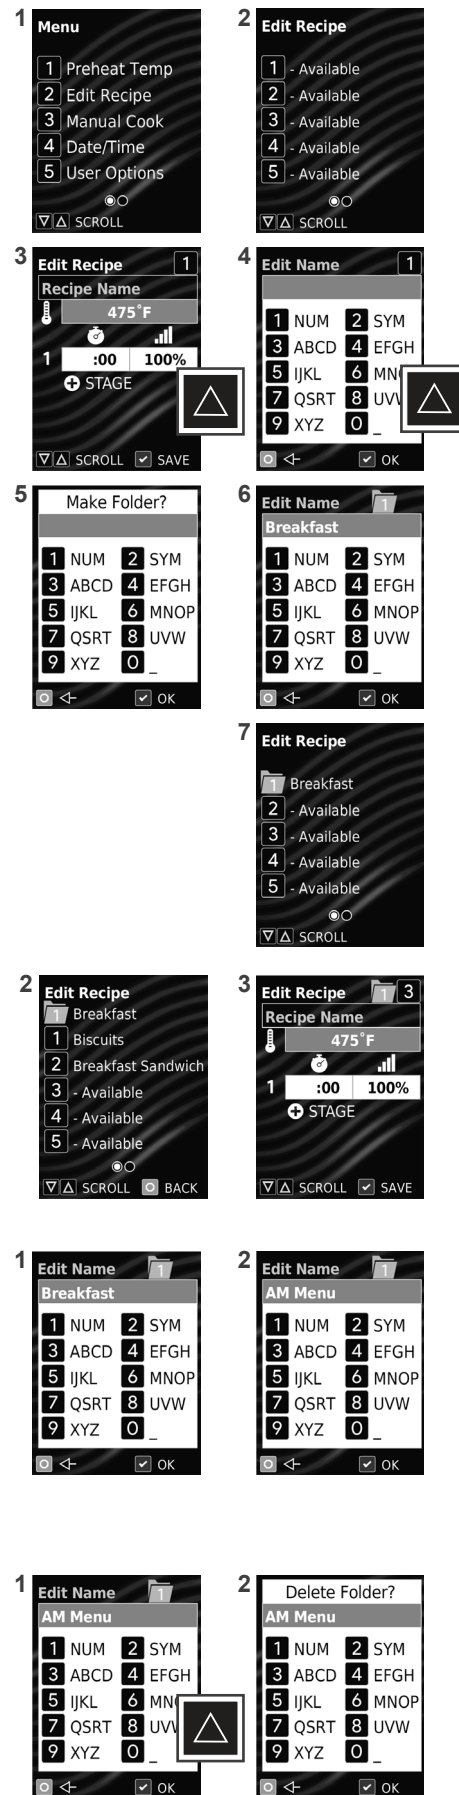 1
Menu
1 Preheat Temp
2 Edit Recipe
3 Manual Cook
4 Date/Time
5 User Options
SCROLL
2
Edit Recipe
1 - Available
2 - Available
3 - Available
4 - Available
5 - Available
SCROLL
3
Edit Recipe 1
Recipe Name
475°F
1 :00 100%
STAGE
SCROLL SAVE
4
Edit Name 1
1 NUM 2 SYM
3 ABCD 4 EFGH
5 IJKL 6 MN
7 QSRT 8 UV
9 XYZ 0 _
OK
5
Make Folder?
1 NUM 2 SYM
3 ABCD 4 EFGH
5 IJKL 6 MNOP
7 QSRT 8 UVW
9 XYZ 0 _
OK
6
Edit Name 1
Breakfast
1 NUM 2 SYM
3 ABCD 4 EFGH
5 IJKL 6 MNOP
7 QSRT 8 UVW
9 XYZ 0 _
OK
7
Edit Recipe
1 Breakfast
2 - Available
3 - Available
4 - Available
5 - Available
SCROLL
2
Edit Recipe
1 Breakfast
1 Biscuits
2 Breakfast Sandwich
3 - Available
4 - Available
5 - Available
SCROLL BACK
3
Edit Recipe 1 3
Recipe Name
475°F
1 :00 100%
STAGE
SCROLL SAVE
1
Edit Name 1
Breakfast
1 NUM 2 SYM
3 ABCD 4 EFGH
5 IJKL 6 MNOP
7 QSRT 8 UVW
9 XYZ 0 _
OK
2
Edit Name 1
AM Menu
1 NUM 2 SYM
3 ABCD 4 EFGH
5 IJKL 6 MNOP
7 QSRT 8 UVW
9 XYZ 0 _
OK
1
Edit Name 1
AM Menu
1 NUM 2 SYM
3 ABCD 4 EFGH
5 IJKL 6 MN
7 QSRT 8 UV
9 XYZ 0 _
OK
2
Delete Folder?
AM Menu
1 NUM 2 SYM
3 ABCD 4 EFGH
5 IJKL 6 MNOP
7 QSRT 8 UVW
9 XYZ 0 _
OK